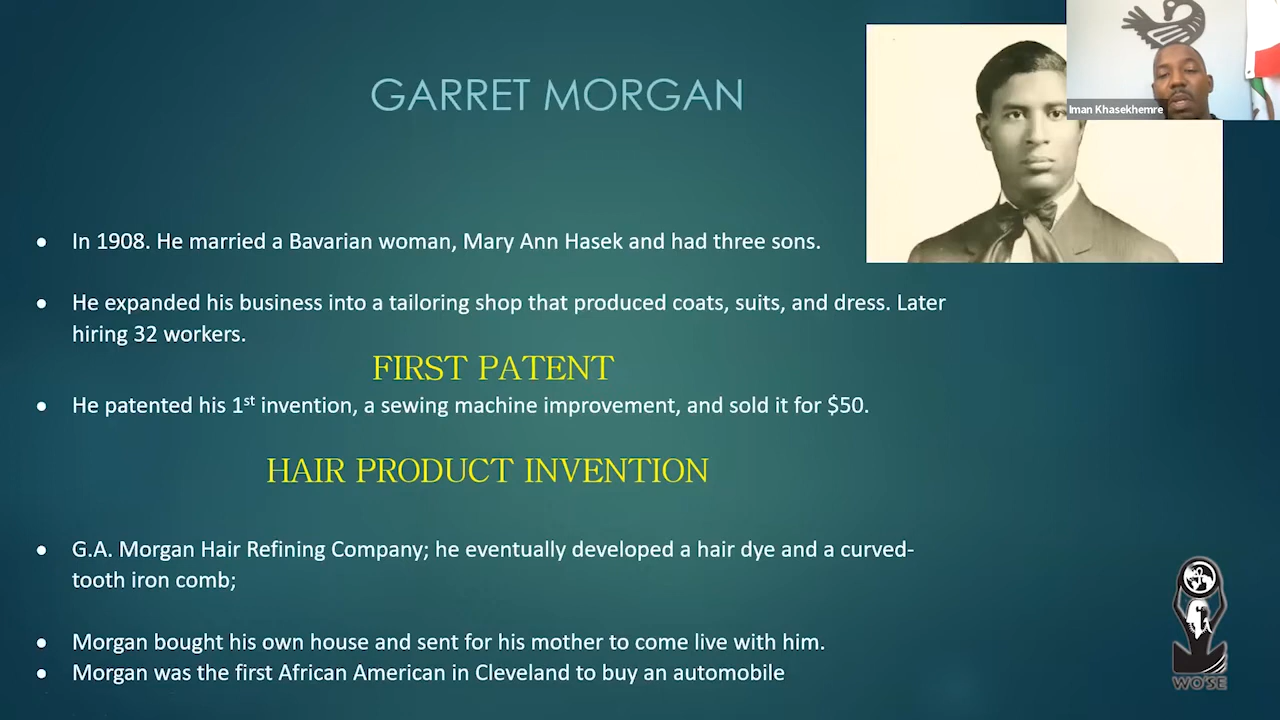 GARRET MORGAN
Iman Khasekhemre
• In 1908. He married a Bavarian woman, Mary Ann Hasek and had three sons.
• He expanded his business into a tailoring shop that produced coats, suits, and dress. Later
hiring 32 workers.
FIRST PATENT
• He patented his 1st invention, a sewing machine improvement, and sold it for $50.
HAIR PRODUCT INVENTION
• G.A. Morgan Hair Refining Company; he eventually developed a hair dye and a curved-
tooth iron comb;
• Morgan bought his own house and sent for his mother to come live with him.
• Morgan was the first African American in Cleveland to buy an automobile
WO'SE